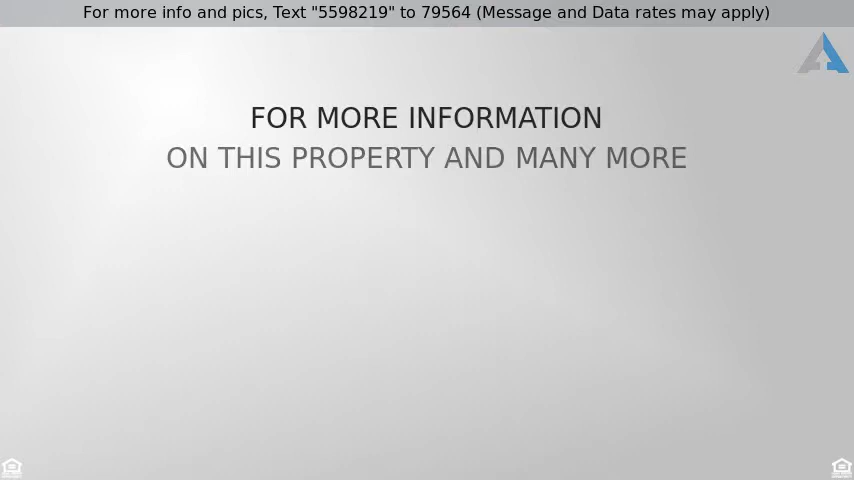 For more info and pics, Text "5598219" to 79564 (Message and Data rates may apply)
FOR MORE INFORMATION
ON THIS PROPERTY AND MANY MORE